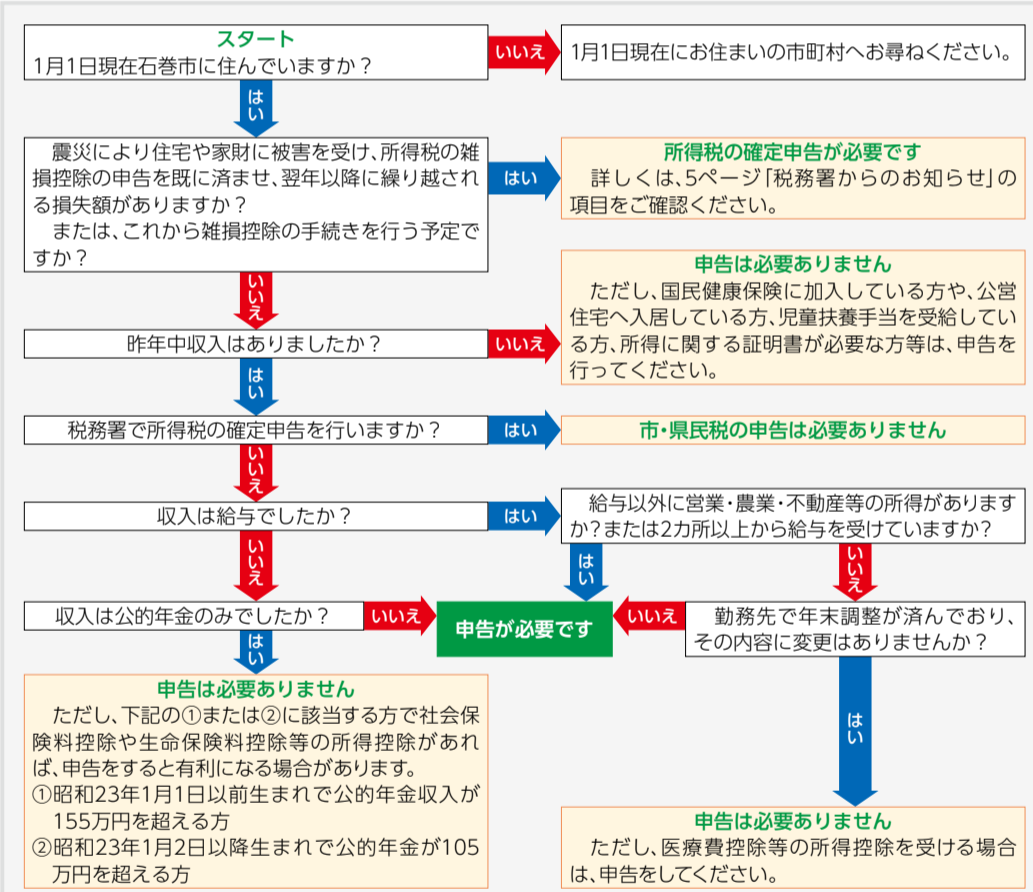 スタート
1月1日現在石巻市に住んでいますか？
いいえ
1月1日現在にお住まいの市町村へお尋ねください。
はい
震災により住宅や家財に被害を受け、所得税の雑
損控除の申告を既に済ませ、翌年以降に繰り越され
る損失額がありますか？
または、これから雑損控除の手続きを行う予定で
すか？
はい
所得税の確定申告が必要です
詳しくは、5ページ「税務署からのお知らせ」の
項目をご確認ください。
いいえ
昨年中収入はありましたか？
いいえ
申告は必要ありません
ただし、国民健康保険に加入している方や、公営
住宅へ入居している方、児童扶養手当を受給してい
る方、所得に関する証明書が必要な方等は、申告を
行ってください。
はい
税務署で所得税の確定申告を行いますか？
はい
市・県民税の申告は必要ありません
いいえ
収入は給与でしたか？
はい
給与以外に営業・農業・不動産等の所得があります
か？または2カ所以上から給与を受けていますか？
いいえ
はい
いいえ
収入は公的年金のみでしたか？
いいえ
申告が必要です
いいえ
勤務先で年末調整が済んでおり、
その内容に変更はありませんか？
はい
申告は必要ありません
ただし、下記の①または②に該当する方で社会保
険料控除や生命保険料控除等の所得控除があれ
ば、申告をすると有利になる場合があります。
①昭和23年1月1日以前生まれで公的年金収入が
155万円を超える方
②昭和23年1月2日以降生まれで公的年金が105
万円を超える方
はい
申告は必要ありません
ただし、医療費控除等の所得控除を受ける場合
は、申告をしてください。